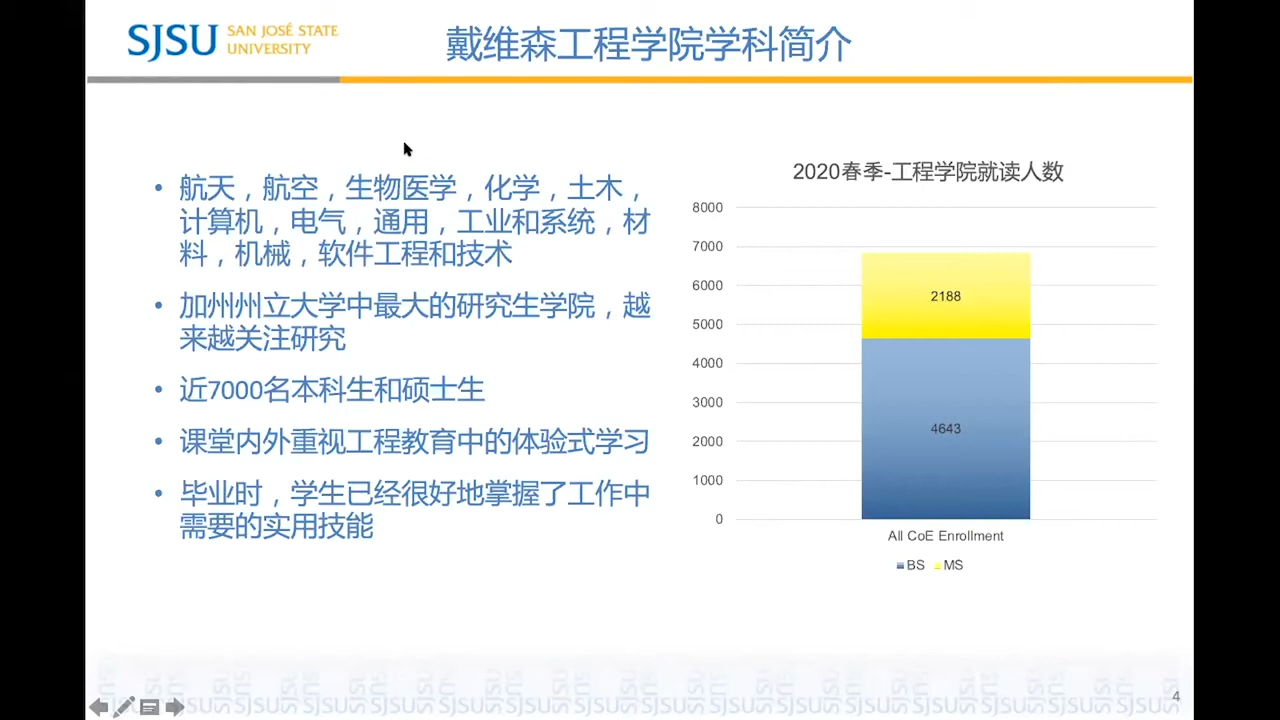 SJSU SAN JOSÉ STATE
UNIVERSITY
戴维森工程学院学科简介
• 航天，航空，生物医学，化学，土木，
计算机，电气，通用，工业和系统，材
料，机械，软件工程和技术
• 加州州立大学中最大的研究生学院，越
来越关注研究
• 近7000名本科生和硕士生
• 课堂内外重视工程教育中的体验式学习
• 毕业时，学生已经很好地掌握了工作中
需要的实用技能
2020春季-工程学院就读人数
8000
7000
6000
5000
4000
3000
2000
1000
0
2188
4643
All CoE Enrollment
BS MS
4